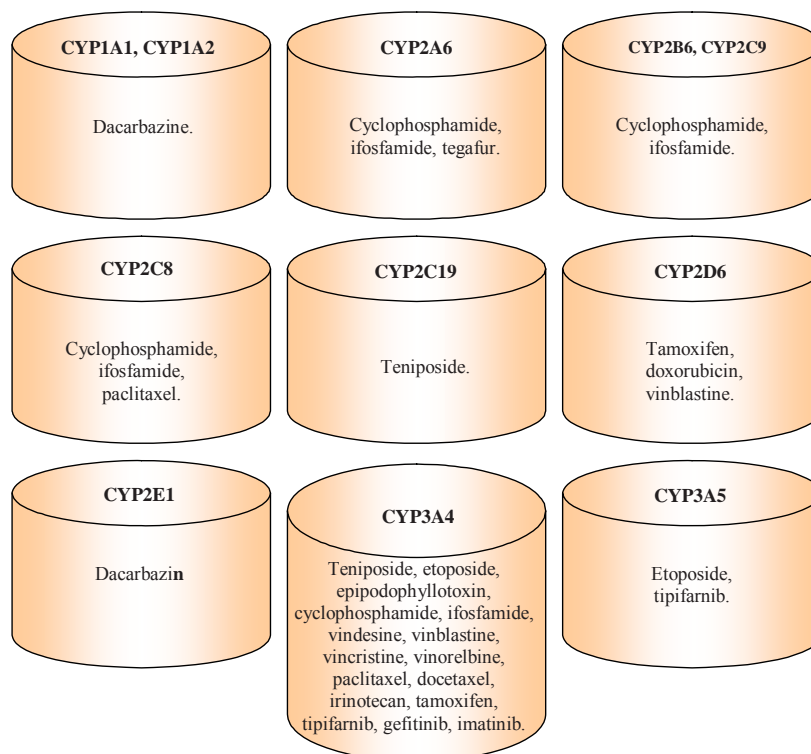 CYP1A1, CYP1A2
Dacarbazine.
CYP2A6
Cyclophosphamide,
ifosfamide, tegafur.
CYP2B6, CYP2C9
Cyclophosphamide,
ifosfamide.
CYP2C8
Cyclophosphamide,
ifosfamide,
paclitaxel.
CYP2C19
Teniposide.
CYP2D6
Tamoxifen,
doxorubicin,
vinblastine.
CYP2E1
Dacarbazin
CYP3A4
Teniposide, etoposide,
epipodophyllotoxin,
cyclophosphamide, ifosfamide,
vindesine, vinblastine,
vincristine, vinorelbine,
paclitaxel, docetaxel,
irinotecan, tamoxifen,
tipifarnib, gefitinib, imatinib.
CYP3A5
Etoposide,
tipifarnib.